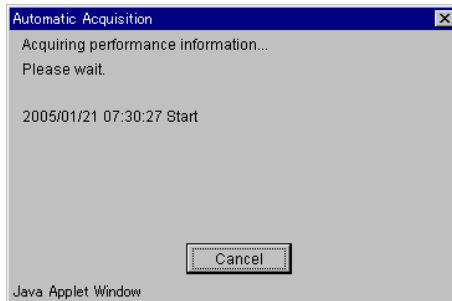 Automatic Acquisition
Acquiring performance information...
Please wait.
2005/01/21 07:30:27 Start
Cancel
Java Applet Window